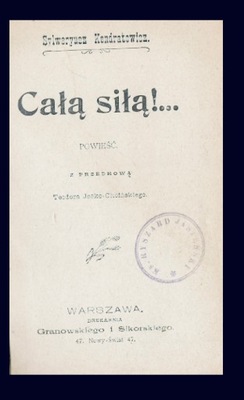 Sylweryusz Kondratowicz.
Całą siłą!...
POWIEŚĆ.
Z PRZEDMOWĄ
Teodora Jeske-Choińskiego.
WARSZAWA,
DRUKARNIA
Granowskiego i Sikorskiego.
47. Nowy-Świat 47.